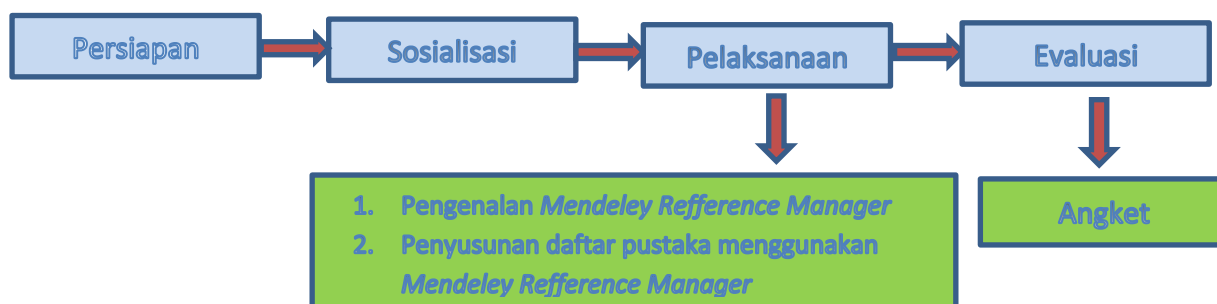 Persiapan
Sosialisasi
Pelaksanaan
Evaluasi
1. Pengenalan Mendeley Refference Manager
2. Penyusunan daftar pustaka menggunakan
Mendeley Refference Manager
Angket